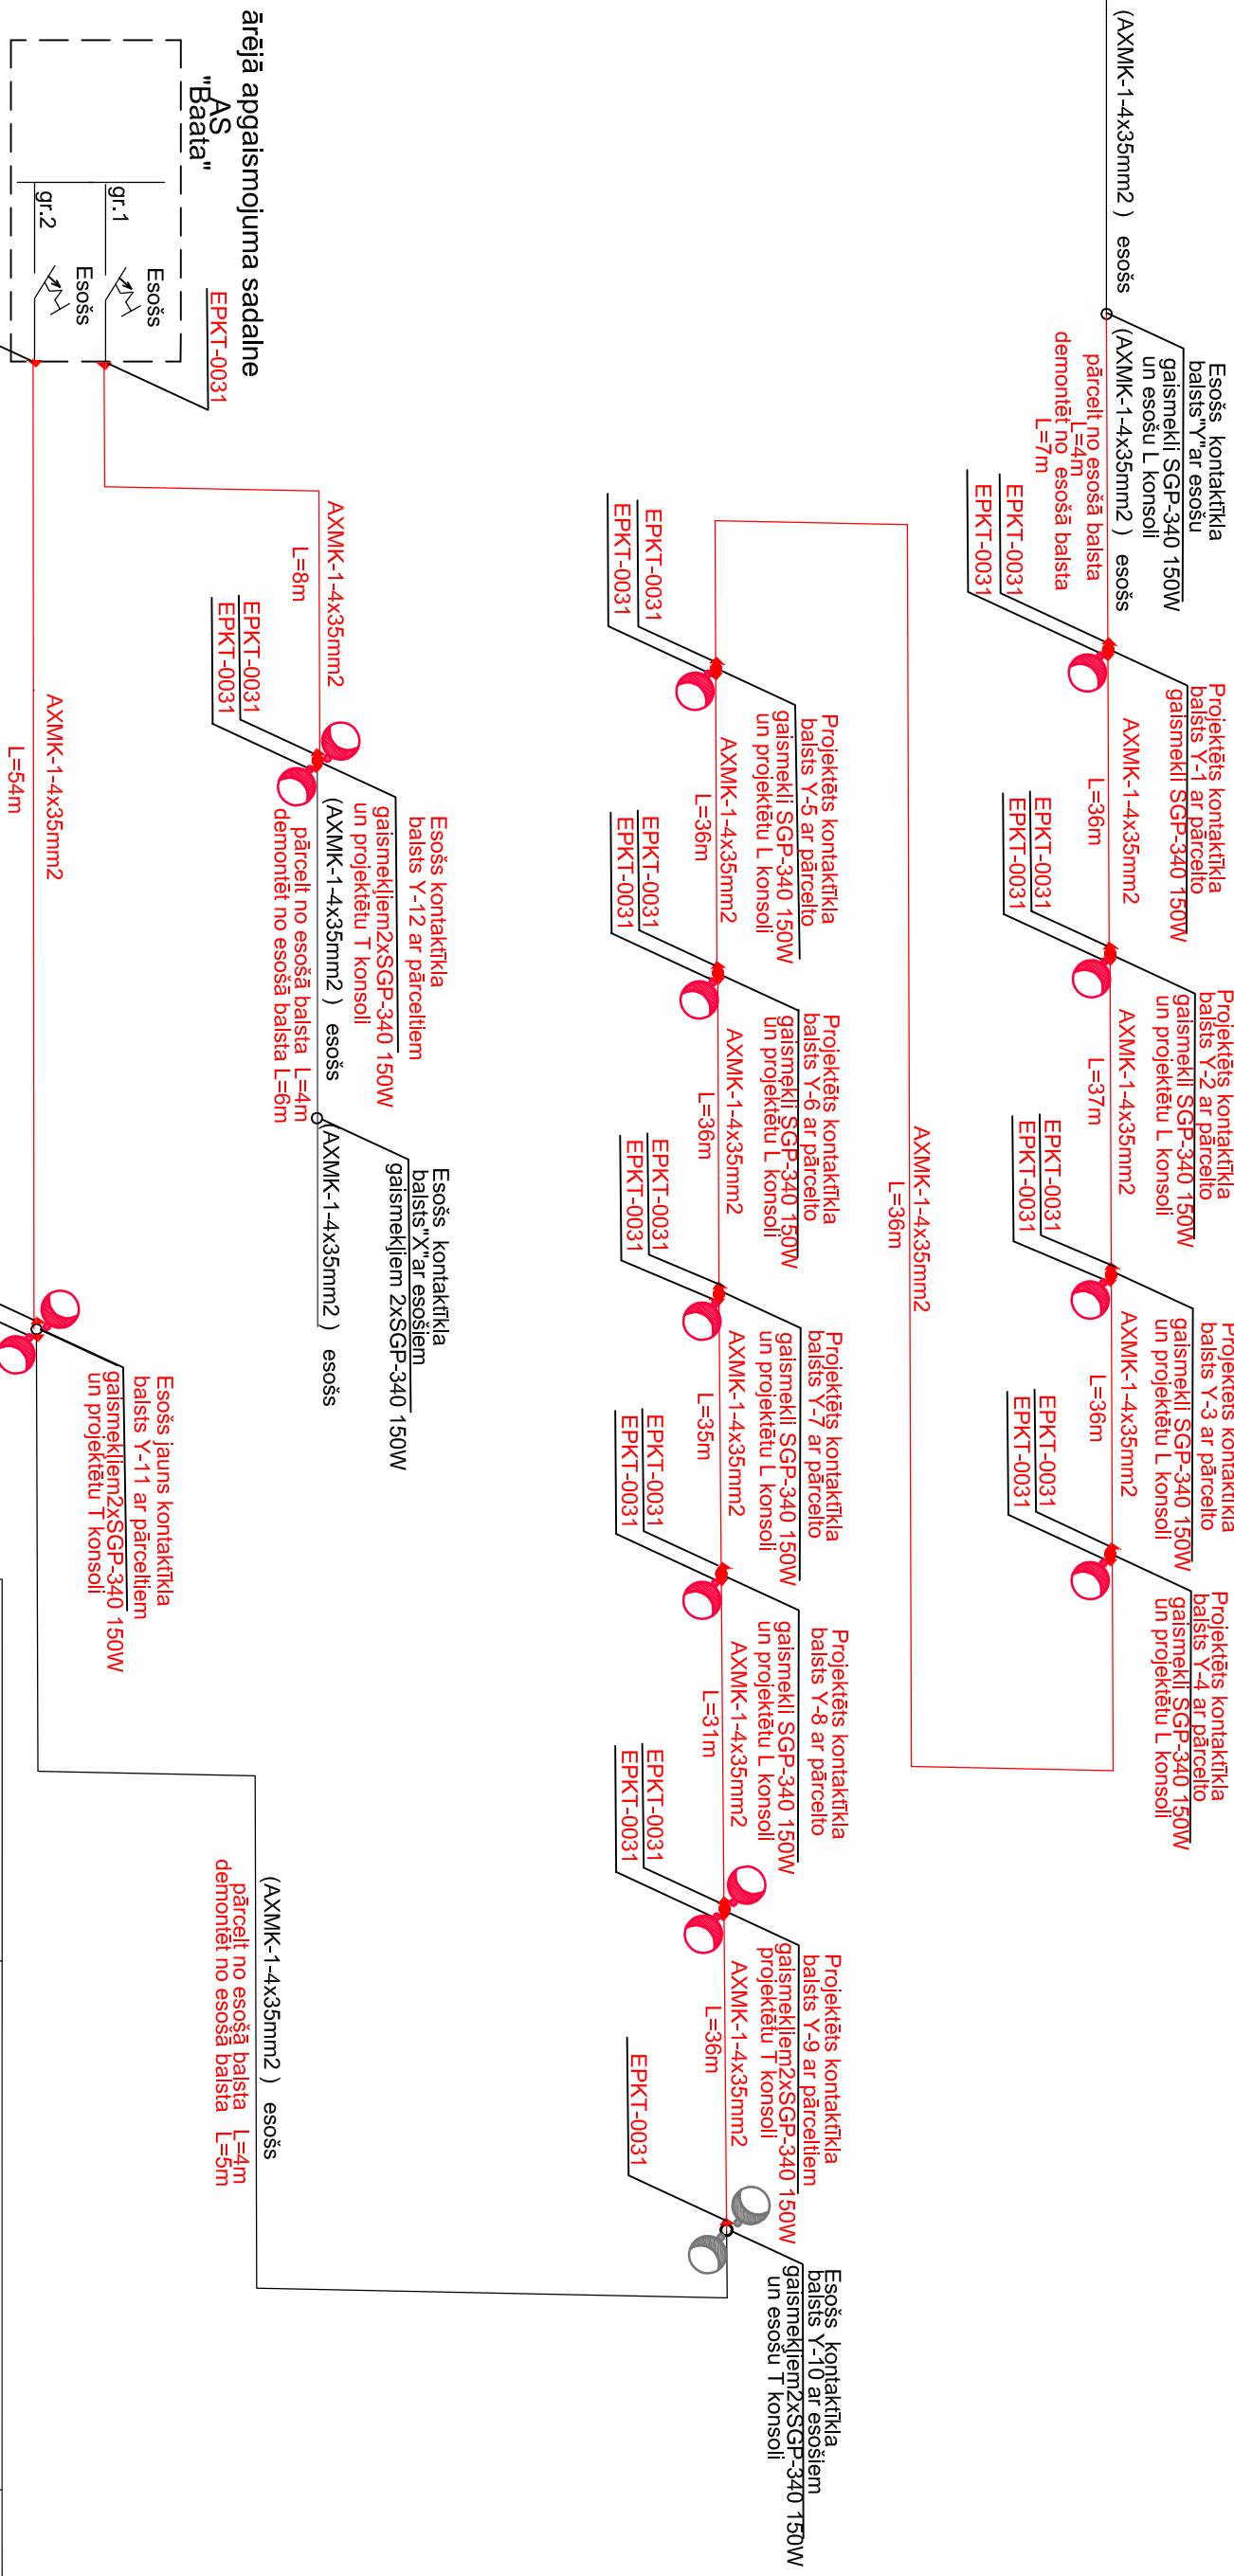 (AXMK-1-4x35mm2 ) esošs
Esošs kontaktīkla
balsts"Y"ar esošu
gaismekli SGP-340 150W
un esošu L konsoli
(AXMK-1-4x35mm2 ) esošs
pārcelt no esošā balsta
L=4m
demontēt no esošā balsta
L=7m
EPKT-0031
EPKT-0031
Projektēts kontaktīkla
balsts Y-1 ar pārcelto
gaismekli SGP-340 150W
AXMK-1-4x35mm2
L=36m
EPKT-0031
EPKT-0031
Projektēts kontaktīkla
balsts Y-2 ar pārcelto
gaismekli SGP-340 150W
un projektētu L konsoli
AXMK-1-4x35mm2
L=37m
EPKT-0031
EPKT-0031
Projektēts kontaktīkla
balsts Y-3 ar pārcelto
gaismekli SGP-340 150W
un projektētu L konsoli
AXMK-1-4x35mm2
L=36m
EPKT-0031
EPKT-0031
Projektēts kontaktīkla
balsts Y-4 ar pārcelto
gaismekli SGP-340 150W
un projektētu L konsoli
AXMK-1-4x35mm2
L=36m
EPKT-0031
EPKT-0031
Projektēts kontaktīkla
balsts Y-5 ar pārcelto
gaismekli SGP-340 150W
un projektētu L konsoli
AXMK-1-4x35mm2
L=36m
EPKT-0031
EPKT-0031
Projektēts kontaktīkla
balsts Y-6 ar pārcelto
gaismekli SGP-340 150W
un projektētu L konsoli
AXMK-1-4x35mm2
L=36m
EPKT-0031
EPKT-0031
Projektēts kontaktīkla
balsts Y-7 ar pārcelto
gaismekli SGP-340 150W
un projektētu L konsoli
AXMK-1-4x35mm2
L=35m
EPKT-0031
EPKT-0031
Projektēts kontaktīkla
balsts Y-8 ar pārcelto
gaismekli SGP-340 150W
un projektētu L konsoli
AXMK-1-4x35mm2
L=31m
EPKT-0031
EPKT-0031
Projektēts kontaktīkla
balsts Y-9 ar pārceltiem
gaismekļiem2xSGP-340 150W
projektētu T konsoli
AXMK-1-4x35mm2
L=36m
EPKT-0031
Esošs kontaktīkla
balsts Y-10 ar esošiem
gaismekļiem2xSGP-340 150W
un esošu T konsoli
ārējā apgaismojuma sadalne
AS
"Baata"
gr.1
Esošs
gr.2
Esošs
EPKT-0031
AXMK-1-4x35mm2
L=8m
EPKT-0031
EPKT-0031
Esošs kontaktīkla
balsts Y-12 ar pārceltiem
gaismekļiem2xSGP-340 150W
un projektētu T konsoli
(AXMK-1-4x35mm2 ) esošs
pārcelt no esošā balsta L=4m
demontēt no esošā balsta L=6m
Esošs kontaktīkla
balsts"X"ar esošiem
gaismekļiem 2xSGP-340 150W
(AXMK-1-4x35mm2 ) esošs
AXMK-1-4x35mm2
L=54m
Esošs jauns kontaktīkla
balsts Y-11 ar pārceltiem
gaismekļiem2xSGP-340 150W
un projektētu T konsoli
(AXMK-1-4x35mm2 ) esošs
pārcelt no esošā balsta L=4m
demontēt no esošā balsta L=5m